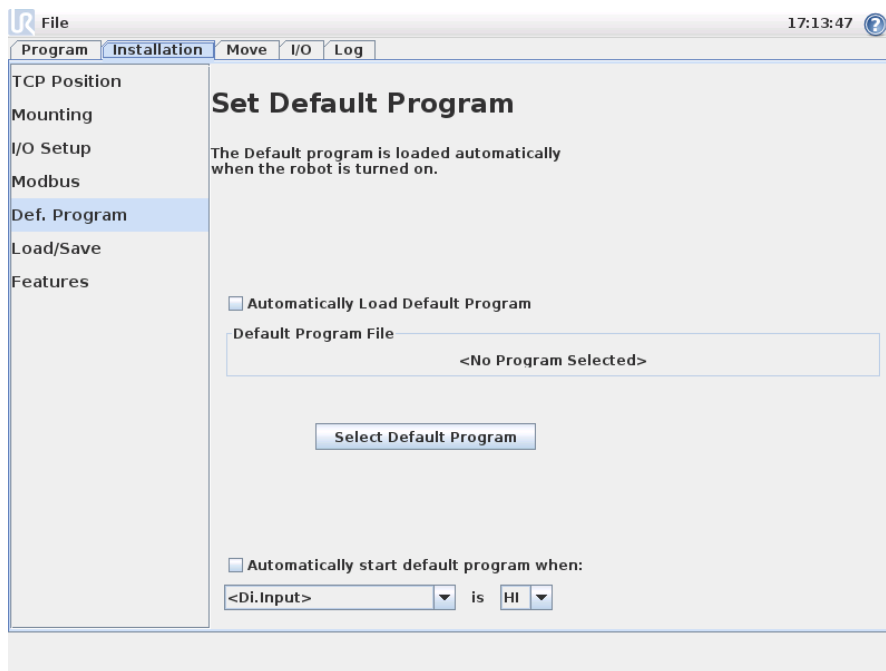 UR File 17:13:47 ?
Program Installation Move I/O Log
TCP Position
Mounting
I/O Setup
Modbus
Def. Program
Load/Save
Features
Set Default Program
The Default program is loaded automatically
when the robot is turned on.
Automatically Load Default Program
Default Program File
<No Program Selected>
Select Default Program
Automatically start default program when:
<Di.Input> is HI